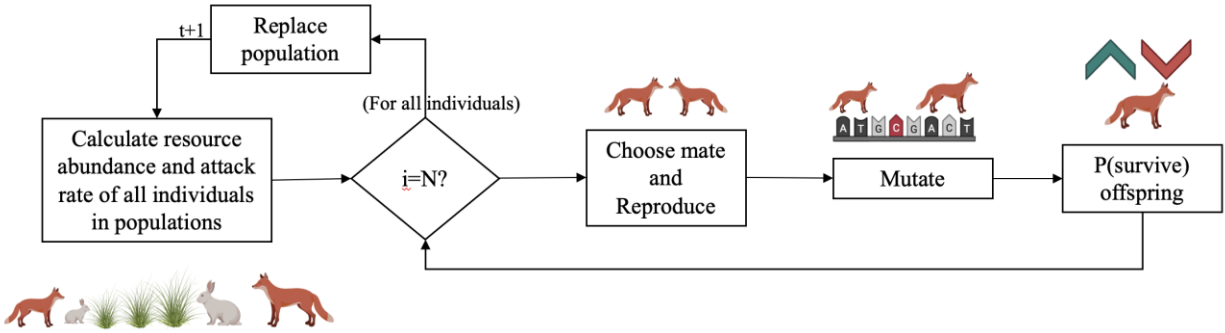 t+1
Replace
population
(For all individuals)
Calculate resource
abundance and attack
rate of all individuals
in populations
i=N?
Choose mate
and
Reproduce
A T G C G A C T
Mutate
P(survive)
offspring